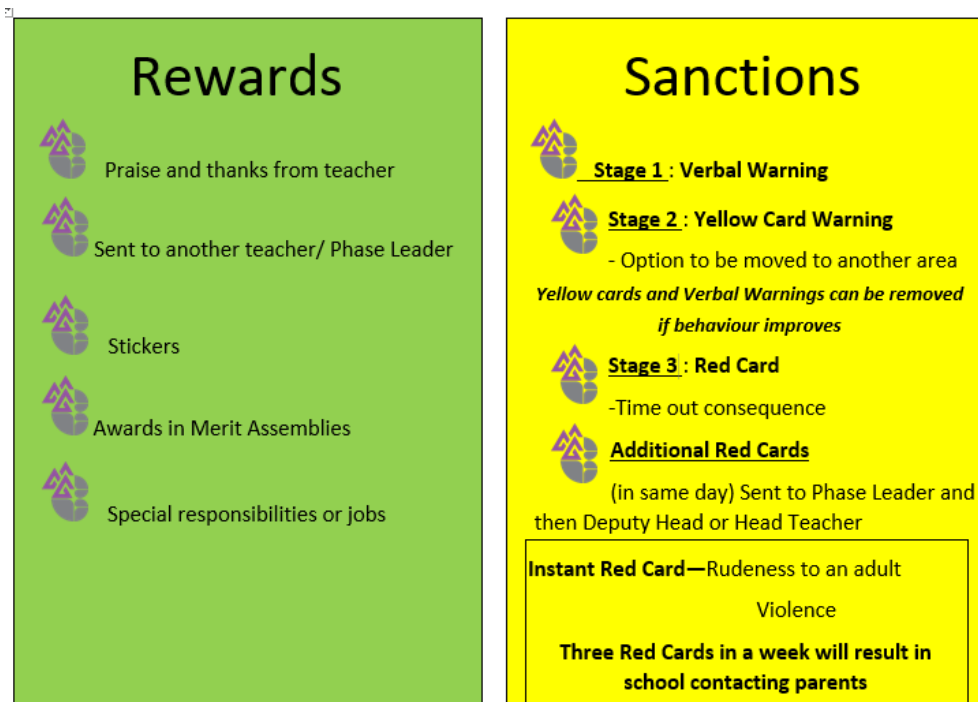 Rewards
Praise and thanks from teacher
Sent to another teacher/ Phase Leader
Stickers
Awards in Merit Assemblies
Special responsibilities or jobs
Sanctions
Stage 1 : Verbal Warning
Stage 2 : Yellow Card Warning
- Option to be moved to another area
Yellow cards and Verbal Warnings can be removed
if behaviour improves
Stage 3 : Red Card
-Time out consequence
Additional Red Cards
(in same day) Sent to Phase Leader and
then Deputy Head or Head Teacher
Instant Red Card—Rudeness to an adult
Violence
Three Red Cards in a week will result in
school contacting parents